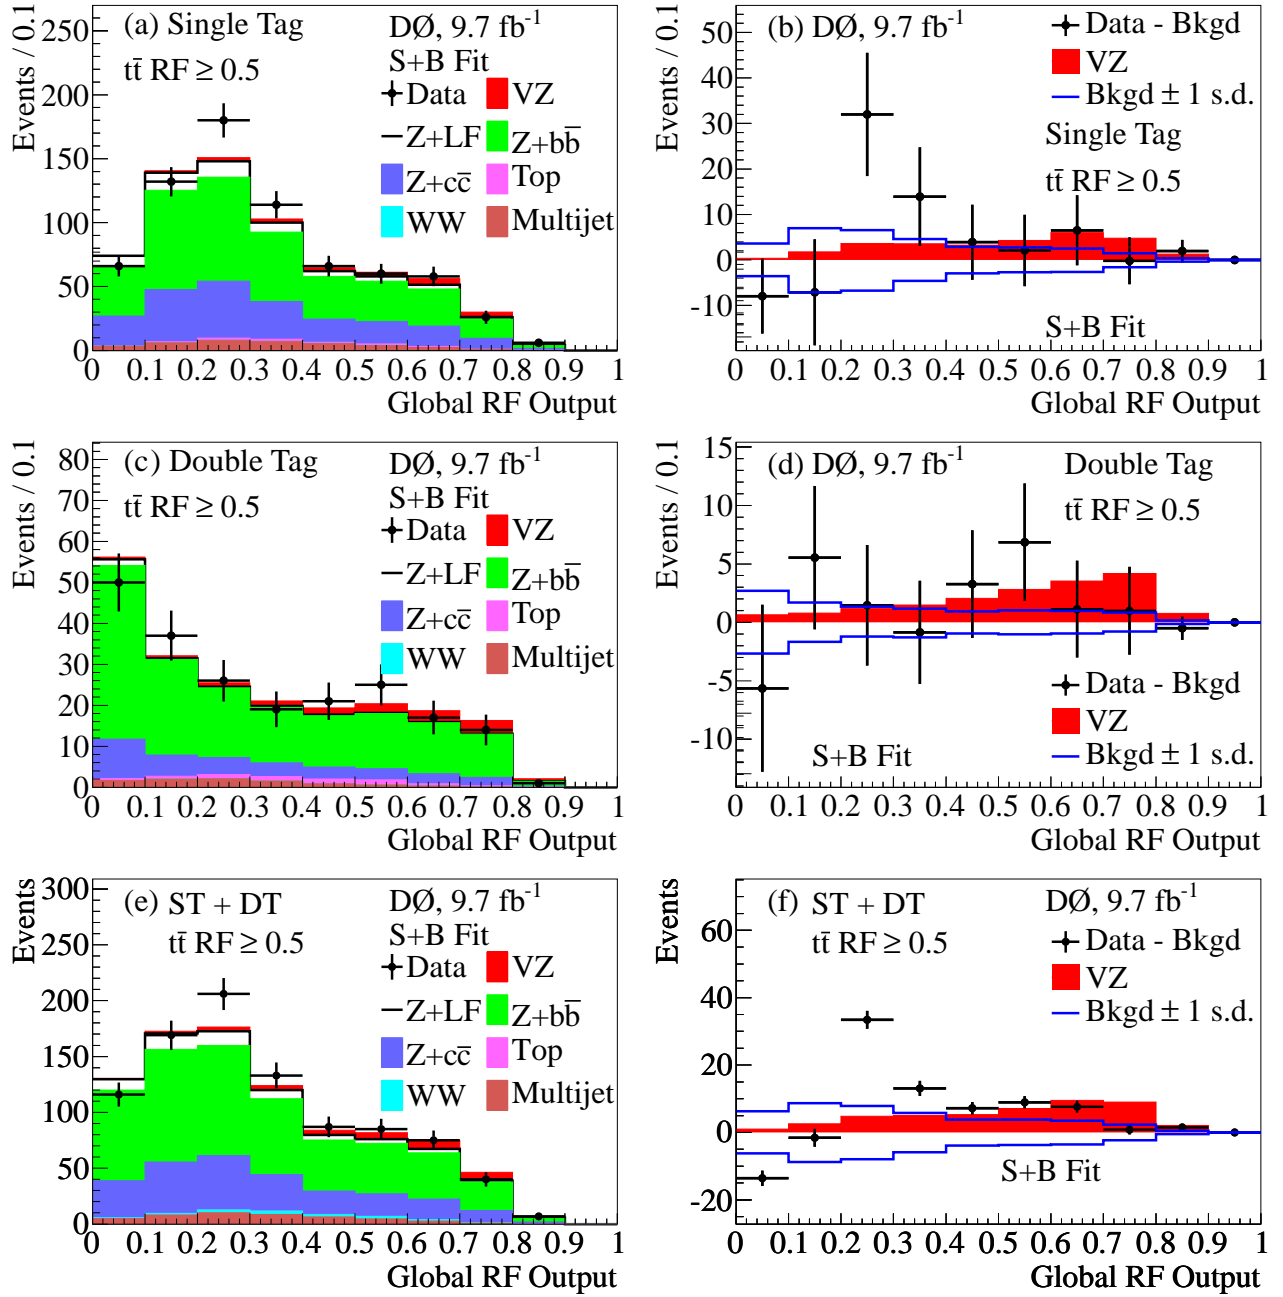 (a) Single Tag
tt̄ RF ≥ 0.5
DØ, 9.7 fb⁻¹
S+B Fit
Data
VZ
Z+LF
Z+bb̄
Z+cc̄
Top
WW
Multijet
Events / 0.1
250
200
150
100
50
0
0 0.1 0.2 0.3 0.4 0.5 0.6 0.7 0.8 0.9 1
Global RF Output
(b) DØ, 9.7 fb⁻¹
Data - Bkgd
VZ
Bkgd ± 1 s.d.
Single Tag
tt̄ RF ≥ 0.5
S+B Fit
Events / 0.1
50
40
30
20
10
0
-10
0 0.1 0.2 0.3 0.4 0.5 0.6 0.7 0.8 0.9 1
Global RF Output
(c) Double Tag
tt̄ RF ≥ 0.5
DØ, 9.7 fb⁻¹
S+B Fit
Data
VZ
Z+LF
Z+bb̄
Z+cc̄
Top
WW
Multijet
Events / 0.1
80
70
60
50
40
30
20
10
0
0 0.1 0.2 0.3 0.4 0.5 0.6 0.7 0.8 0.9 1
Global RF Output
(d) DØ, 9.7 fb⁻¹
Double Tag
tt̄ RF ≥ 0.5
Data - Bkgd
VZ
Bkgd ± 1 s.d.
S+B Fit
Events / 0.1
15
10
5
0
-5
-10
0 0.1 0.2 0.3 0.4 0.5 0.6 0.7 0.8 0.9 1
Global RF Output
(e) ST + DT
tt̄ RF ≥ 0.5
DØ, 9.7 fb⁻¹
S+B Fit
Data
VZ
Z+LF
Z+bb̄
Z+cc̄
Top
WW
Multijet
Events
300
250
200
150
100
50
0
0 0.1 0.2 0.3 0.4 0.5 0.6 0.7 0.8 0.9 1
Global RF Output
(f) ST + DT
tt̄ RF ≥ 0.5
DØ, 9.7 fb⁻¹
Data - Bkgd
VZ
Bkgd ± 1 s.d.
S+B Fit
Events
60
40
20
0
-20
0 0.1 0.2 0.3 0.4 0.5 0.6 0.7 0.8 0.9 1
Global RF Output